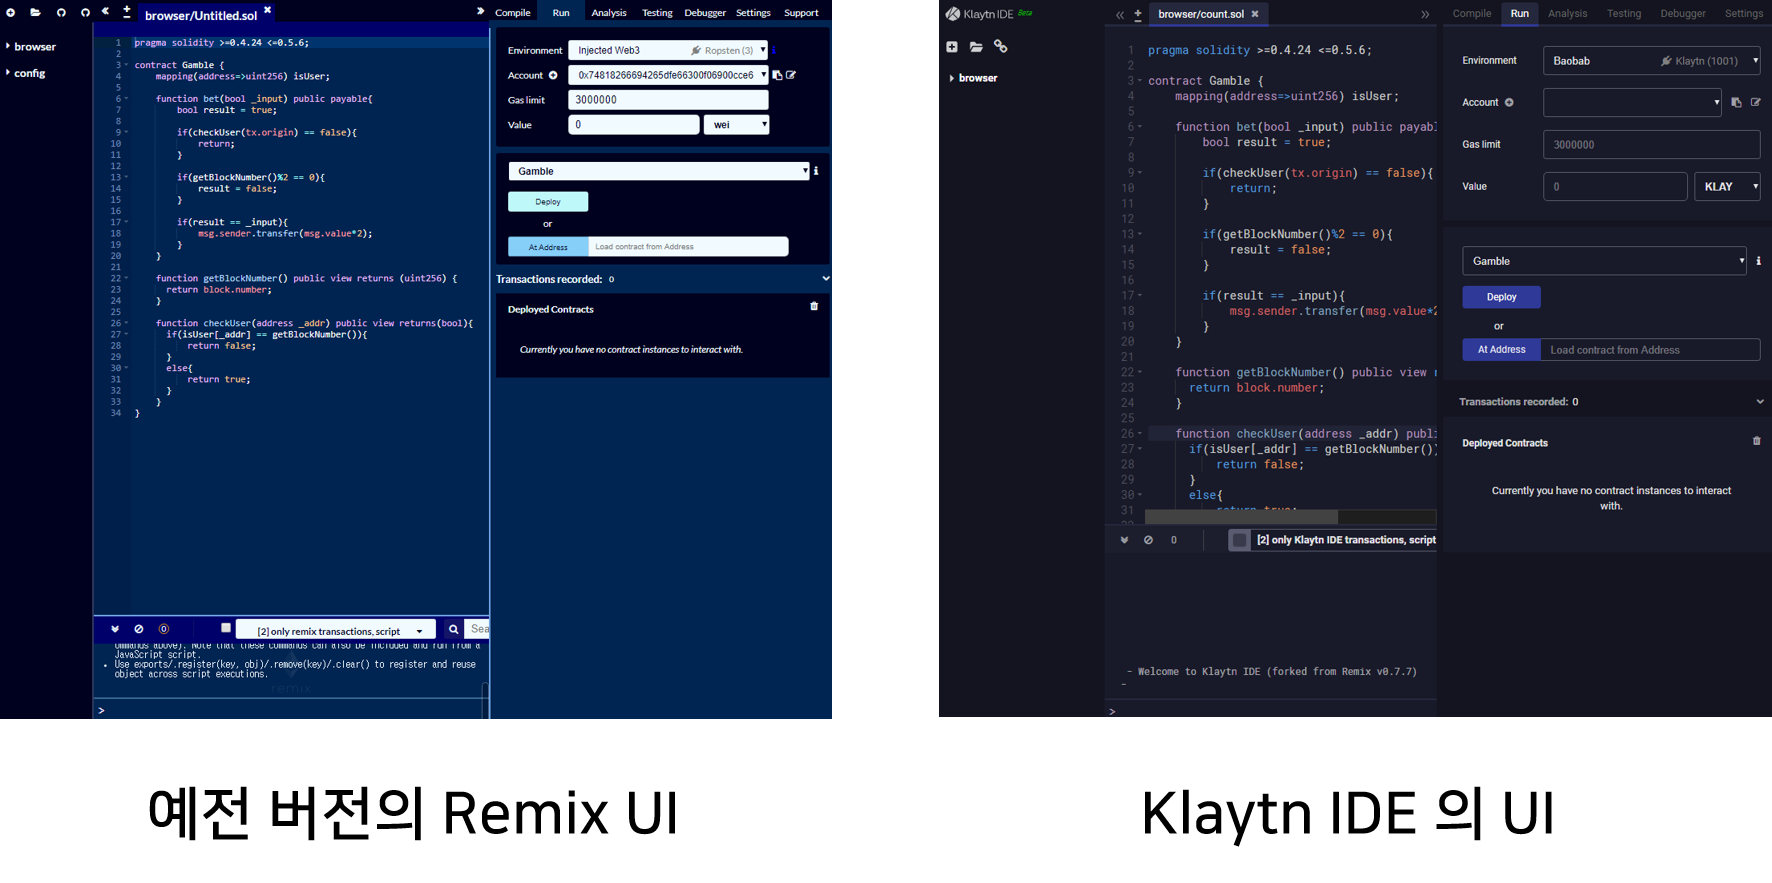 browser/Untitled.sol
Compile Run Analysis Testing Debugger Settings Support
browser
config
1 pragma solidity >=0.4.24 <=0.5.6;
2
3 contract Gamble {
4 mapping(address=>uint256) isUser;
5
6 function bet(bool _input) public payable{
7 bool result = true;
8
9 if(checkUser(tx.origin) == false){
10 return;
11 }
12
13 if(getBlockNumber()%2 == 0){
14 result = false;
15 }
16
17 if(result == _input){
18 msg.sender.transfer(msg.value*2);
19 }
20 }
21
22 function getBlockNumber() public view returns (uint256) {
23 return block.number;
24 }
25
26 function checkUser(address _addr) public view returns(bool){
27 if(isUser[_addr] == getBlockNumber()){
28 return false;
29 }
30 else{
31 return true;
32 }
33 }
34 }
0
[2] only remix transactions, script
Sea
ommands above). Note that these commands can also be included and run from a
JavaScript script.
• Use exports/.register(key, obj)/.remove(key)/.clear() to register and reuse
object across script executions.
remix
>
Environment Injected Web3 Ropsten (3)
Account 0x74818266694265dfe66300f06900cce6
Gas limit 3000000
Value 0 wei
Gamble
Deploy
or
At Address Load contract from Address
Transactions recorded: 0
Deployed Contracts
Currently you have no contract instances to interact with.
예전 버전의 Remix UI
Klaytn IDE Beta
browser/count.sol
Compile Run Analysis Testing Debugger Settings
browser
1 pragma solidity >=0.4.24 <=0.5.6;
2
3 contract Gamble {
4 mapping(address=>uint256) isUser;
5
6 function bet(bool _input) public payabl
7 bool result = true;
8
9 if(checkUser(tx.origin) == false){
10 return;
11 }
12
13 if(getBlockNumber()%2 == 0){
14 result = false;
15 }
16
17 if(result == _input){
18 msg.sender.transfer(msg.value*2
19 }
20 }
21
22 function getBlockNumber() public view r
23 return block.number;
24 }
25
26 function checkUser(address _addr) publi
27 if(isUser[_addr] == getBlockNumber())
28 return false;
29 }
30 else{
31 return true;
0
[2] only Klaytn IDE transactions, script
- Welcome to Klaytn IDE (forked from Remix v0.7.7)
-
>
Environment Baobab Klaytn (1001)
Account
Gas limit 3000000
Value 0 KLAY
Gamble
Deploy
or
At Address Load contract from Address
Transactions recorded: 0
Deployed Contracts
Currently you have no contract instances to interact
with.
Klaytn IDE 의 UI